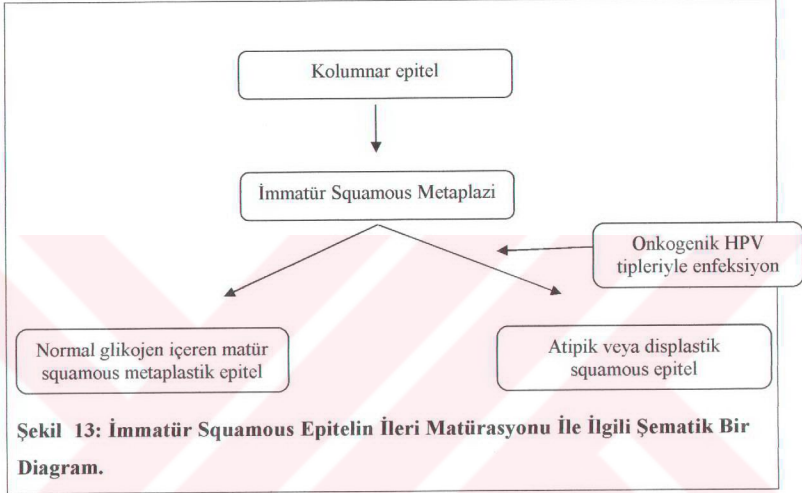 Kolumnar epitel
İmmatür Squamous Metaplazi
Onkogenik HPV
tipleriyle enfeksiyon
Normal glikojen içeren matür
squamous metaplastik epitel
Atipik veya displastik
squamous epitel
Şekil 13: İmmatür Squamous Epitelin İleri Matürasyonu İle İlgili Şematik Bir
Diagram.